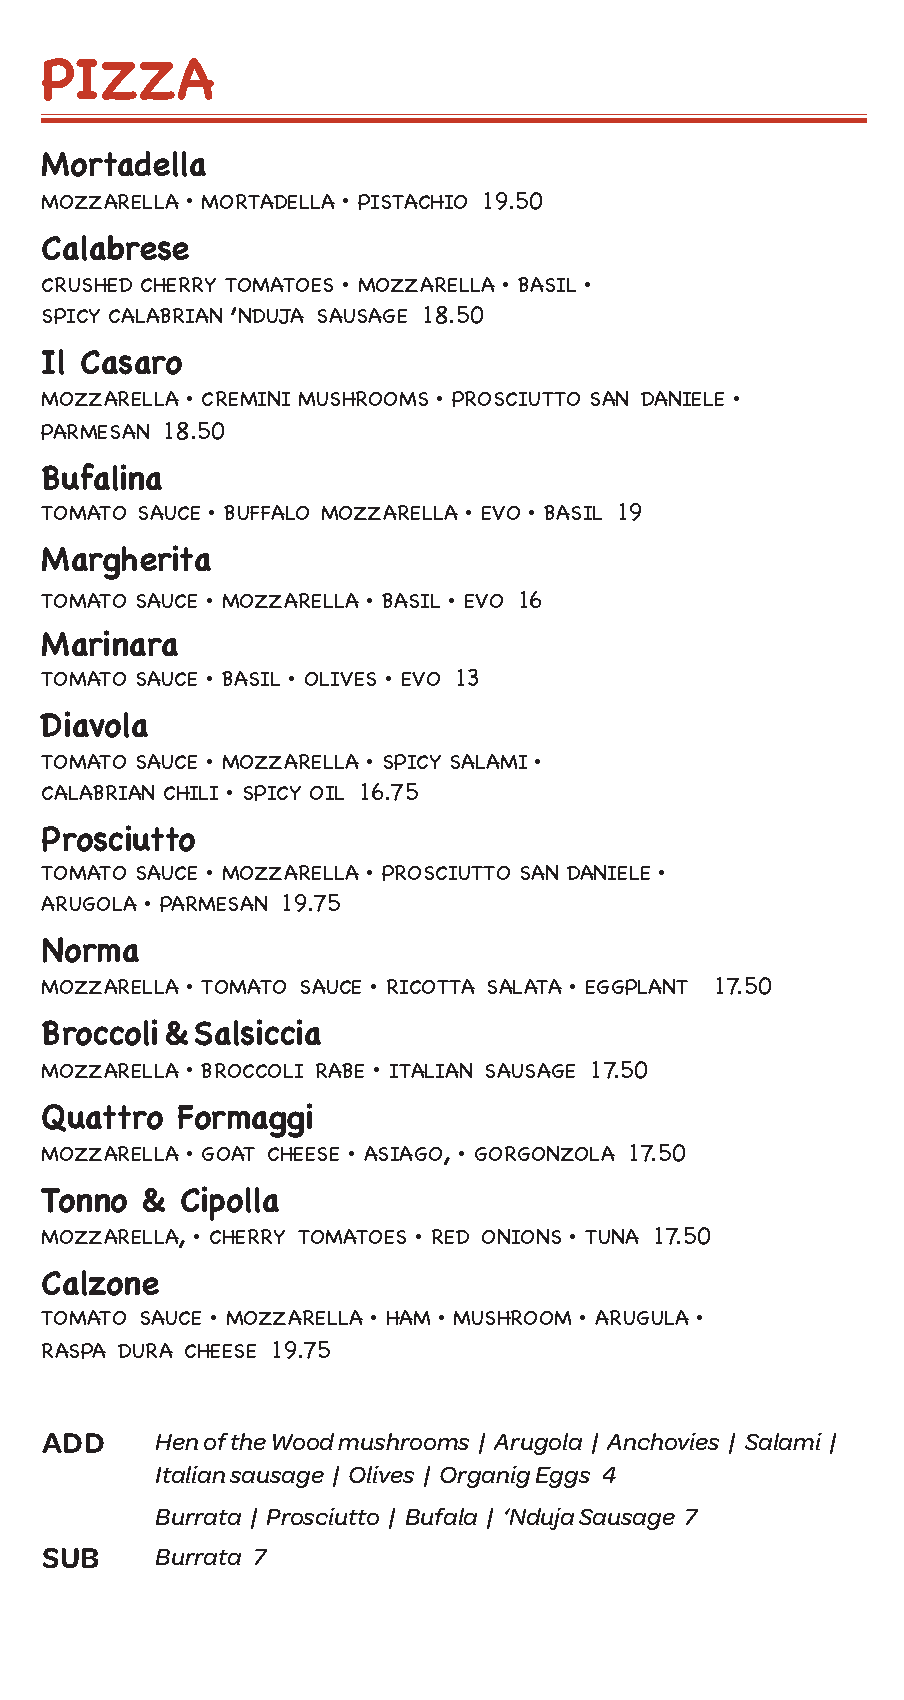 PIZZA
Mortadella
MOZZARELLA • MORTADELLA • PISTACHIO 19.50
Calabrese
CRUSHED CHERRY TOMATOES • MOZZARELLA • BASIL •
SPICY CALABRIAN ‘NDUJA SAUSAGE 18.50
Il Casaro
MOZZARELLA • CREMINI MUSHROOMS • PROSCIUTTO SAN DANIELE •
PARMESAN 18.50
Bufalina
TOMATO SAUCE • BUFFALO MOZZARELLA • EVO • BASIL 19
Margherita
TOMATO SAUCE • MOZZARELLA • BASIL • EVO 16
Marinara
TOMATO SAUCE • BASIL • OLIVES • EVO 13
Diavola
TOMATO SAUCE • MOZZARELLA • SPICY SALAMI •
CALABRIAN CHILI • SPICY OIL 16.75
Prosciutto
TOMATO SAUCE • MOZZARELLA • PROSCIUTTO SAN DANIELE •
ARUGOLA • PARMESAN 19.75
Norma
MOZZARELLA • TOMATO SAUCE • RICOTTA SALATA • EGGPLANT 17.50
Broccoli & Salsiccia
MOZZARELLA • BROCCOLI RABE • ITALIAN SAUSAGE 17.50
Quattro Formaggi
MOZZARELLA • GOAT CHEESE • ASIAGO, • GORGONZOLA 17.50
Tonno & Cipolla
MOZZARELLA, • CHERRY TOMATOES • RED ONIONS • TUNA 17.50
Calzone
TOMATO SAUCE • MOZZARELLA • HAM • MUSHROOM • ARUGULA •
RASPA DURA CHEESE 19.75
ADD Hen of the Wood mushrooms | Arugola | Anchovies | Salami |
Italian sausage | Olives | Organig Eggs 4
Burrata | Prosciutto | Bufala | ‘Nduja Sausage 7
SUB Burrata 7